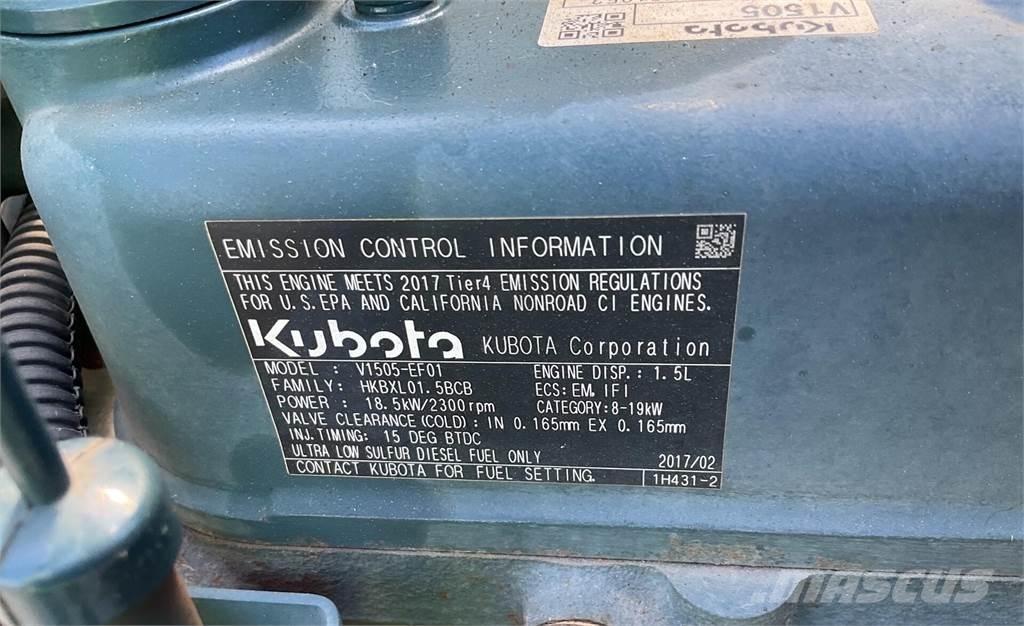 V1505
Kubota
EMISSION CONTROL INFORMATION
THIS ENGINE MEETS 2017 Tier4 EMISSION REGULATIONS
FOR U.S.EPA AND CALIFORNIA NONROAD CI ENGINES.
Kubota KUBOTA Corporation
MODEL : V1505-EF01 ENGINE DISP.: 1.5L
FAMILY: HKBXL01.5BCB ECS:EM,IFI
POWER : 18.5kW/2300rpm CATEGORY:8-19kW
VALVE CLEARANCE(COLD): IN 0.165mm EX 0.165mm
INJ.TIMING: 15 DEG BTDC
ULTRA LOW SULFUR DIESEL FUEL ONLY 2017/02
CONTACT KUBOTA FOR FUEL SETTING. 1H431-2
MASCUS